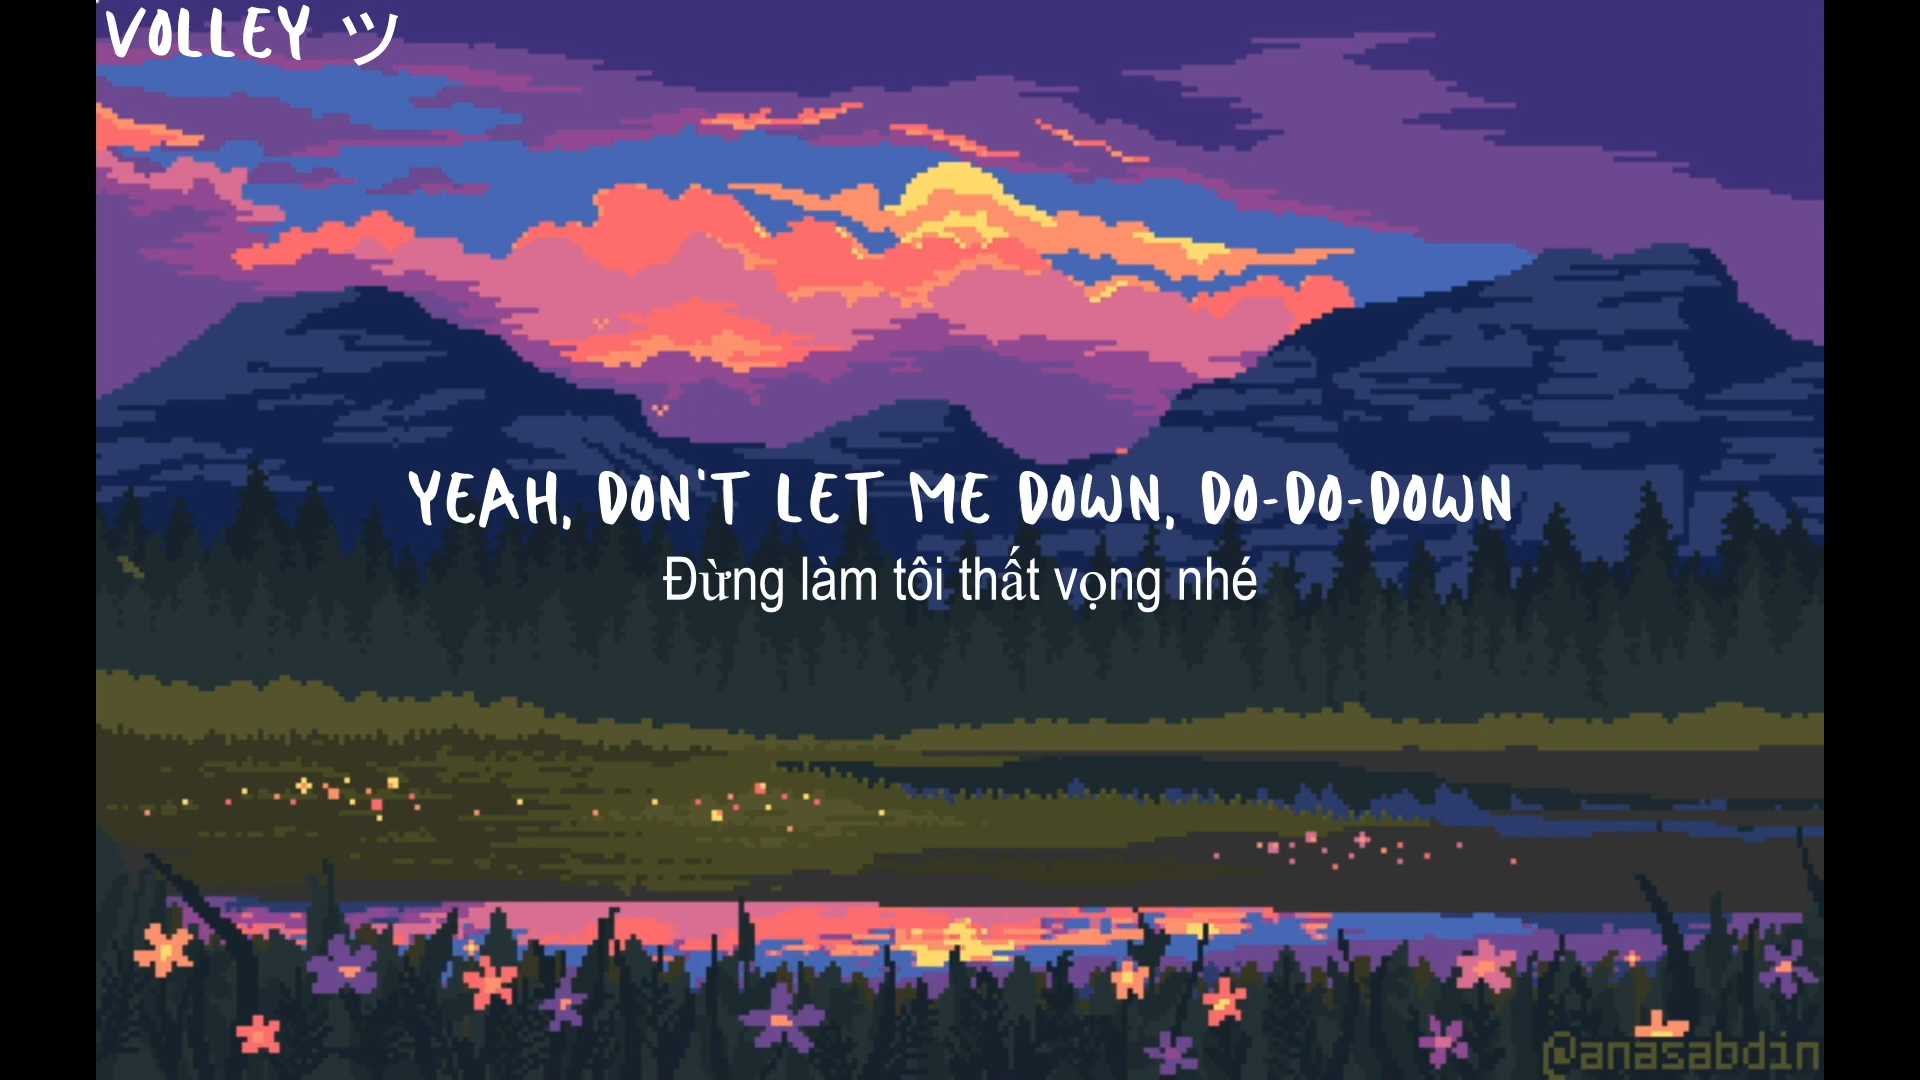 VOLLEY ツ
YEAH, DON'T LET ME DOWN, DO-DO-DOWN
Đừng làm tôi thất vọng nhé
@anasabdin